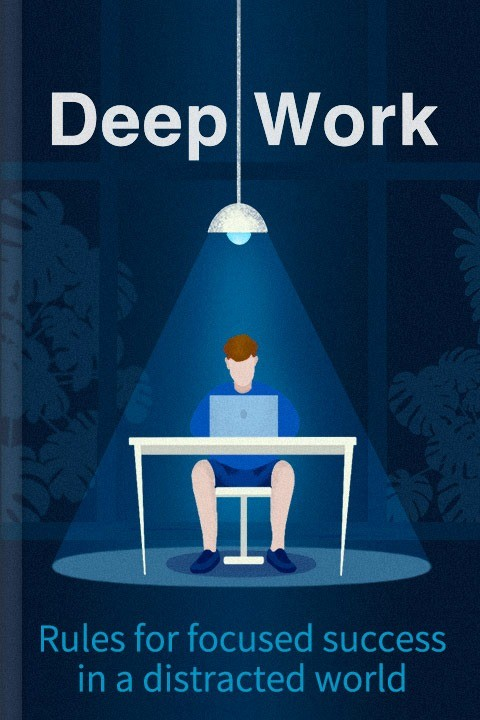 Deep Work
Rules for focused success
in a distracted world